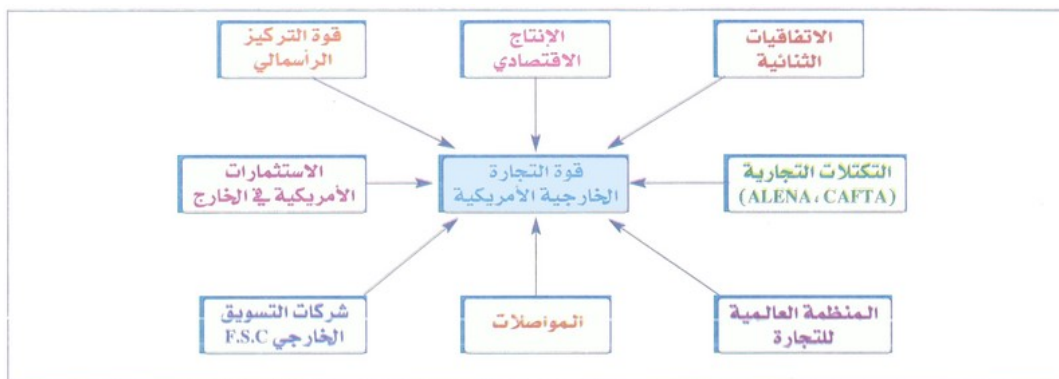 الاتفاقيات
الثنائية
الإنتاج
الاقتصادي
قوة التركيز
الرأسمالي
التكتلات التجارية
(ALENA، CAFTA)
قوة التجارة
الخارجية الأمريكية
الاستثمارات
الأمريكية في الخارج
المنظمة العالمية
للتجارة
المواصلات
شركات التسويق
الخارجي F.S.C